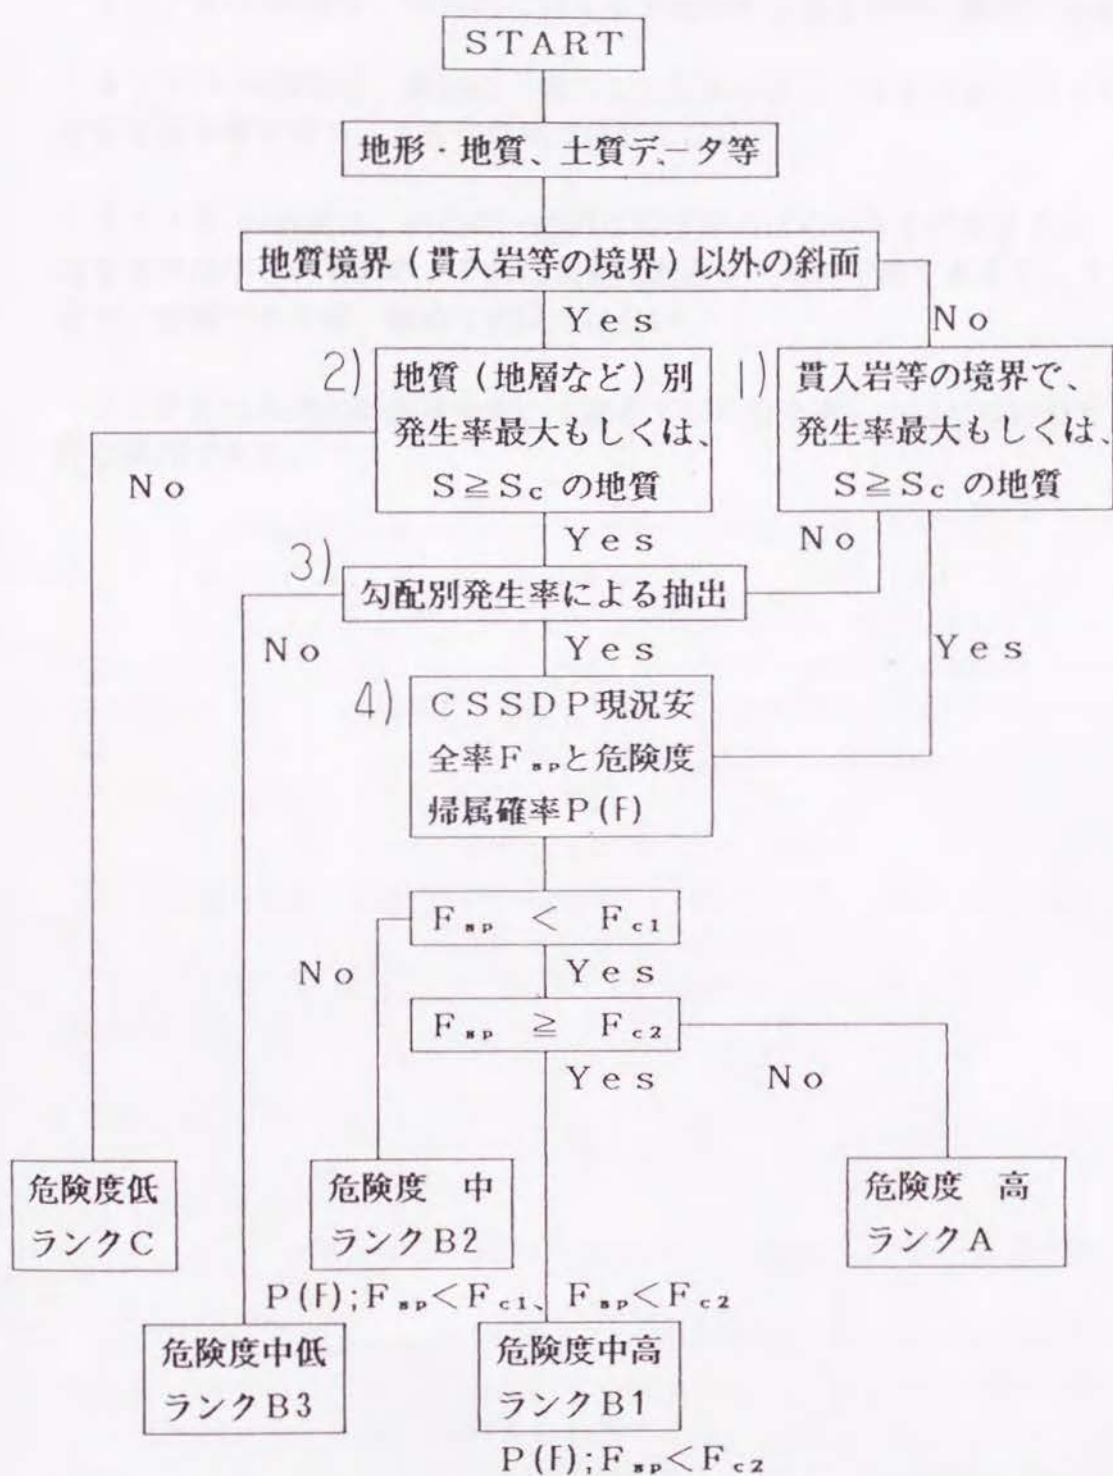 START
地形・地質、土質データ等
地質境界(貫入岩等の境界)以外の斜面
Yes
No
2)
地質(地層など)別
発生率最大もしくは、
S≧Sc の地質
1)
貫入岩等の境界で、
発生率最大もしくは、
S≧Sc の地質
No
Yes
No
3)
勾配別発生率による抽出
No
Yes
Yes
4)
CSSDP現況安
全率Fspと危険度
帰属確率P(F)
Fsp < Fc1
No
Yes
Fsp ≧ Fc2
Yes
No
危険度低
ランクC
危険度 中
ランクB2
危険度 高
ランクA
P(F);Fsp<Fc1、Fsp<Fc2
危険度中低
ランクB3
危険度中高
ランクB1
P(F);Fsp<Fc2